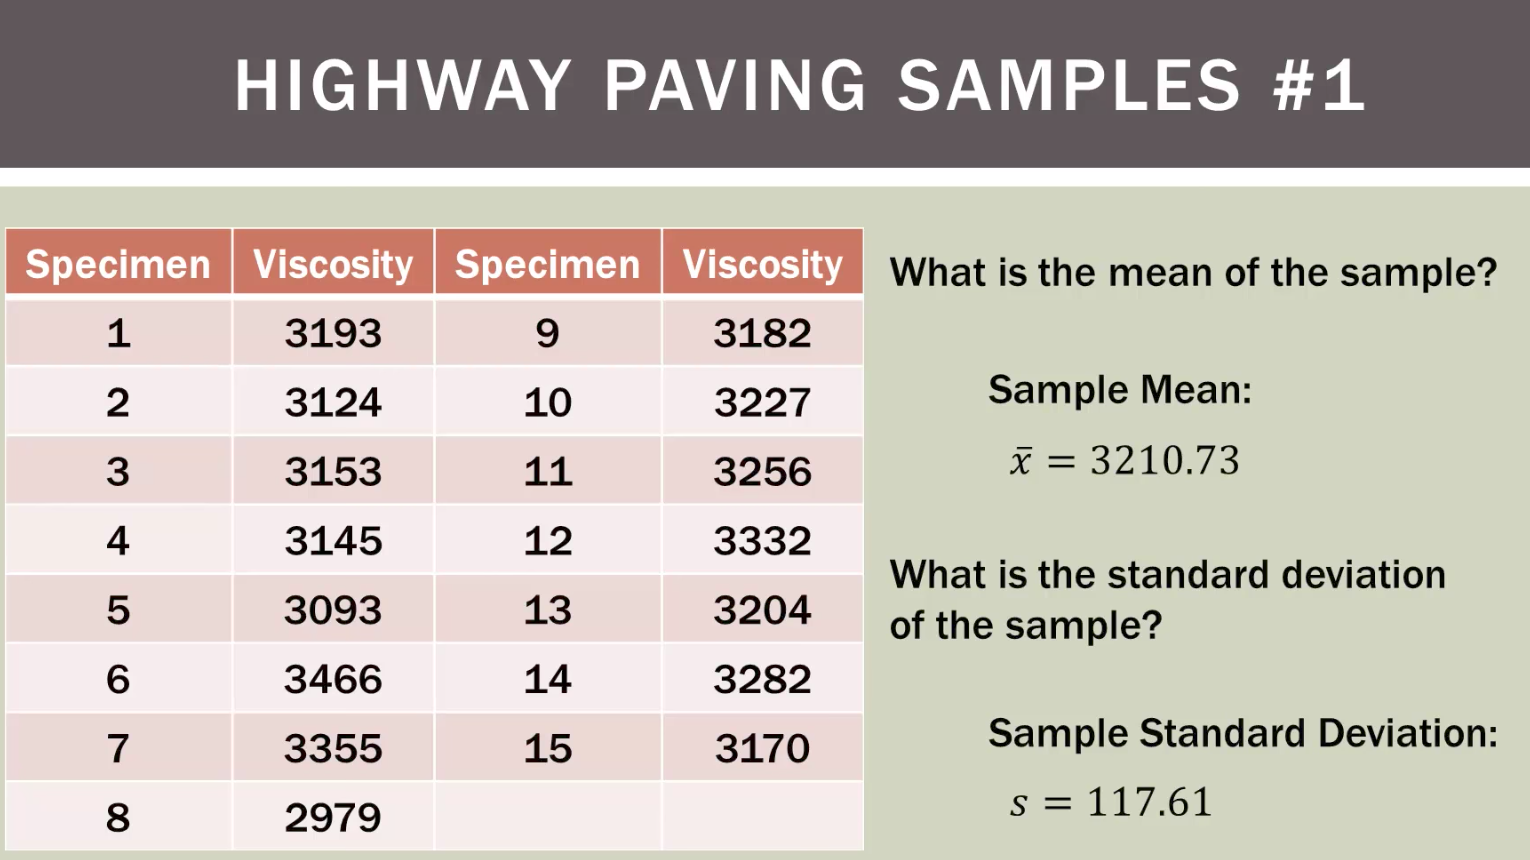 HIGHWAY PAVING SAMPLES #1
Specimen Viscosity Specimen Viscosity
1 3193 9 3182
2 3124 10 3227
3 3153 11 3256
4 3145 12 3332
5 3093 13 3204
6 3466 14 3282
7 3355 15 3170
8 2979
What is the mean of the sample?
Sample Mean:
x̄ = 3210.73
What is the standard deviation
of the sample?
Sample Standard Deviation:
s = 117.61